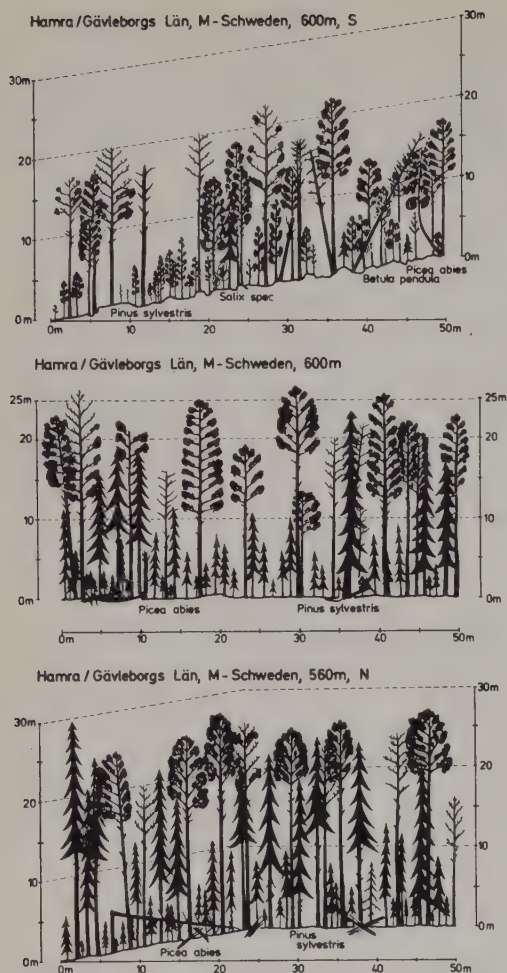 Hamra/Gävleborgs Län, M-Schweden, 600m, S
30m
30m
20
20
10
10
0m
0m
Picea abies
Betula pendula
Salix spec
Pinus sylvestris
0m 10 20 30 40 50m
Hamra/Gävleborgs Län, M-Schweden, 600m
25m
25m
20
20
10
10
0m
0m
Picea abies Pinus sylvestris
0m 10 20 30 40 50m
Hamra/Gävleborgs Län, M-Schweden, 560m, N
30m
30m
20
20
10
10
0m
0m
Pinus
sylvestris
Picea abies
0m 10 20 30 40 50m